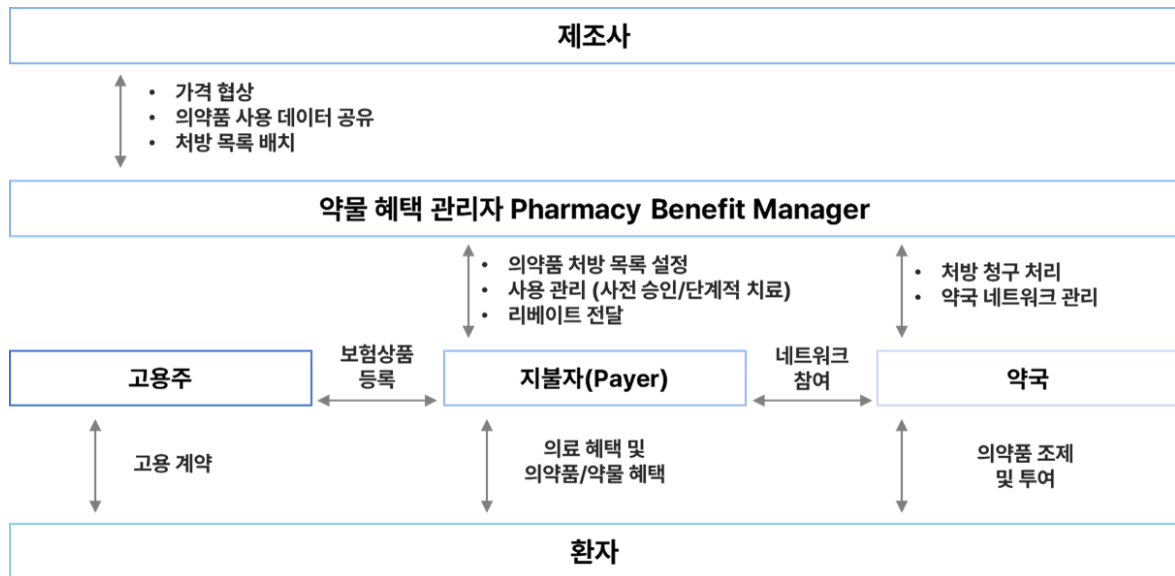 제조사
• 가격 협상
• 의약품 사용 데이터 공유
• 처방 목록 배치
약물 혜택 관리자 Pharmacy Benefit Manager
• 의약품 처방 목록 설정
• 사용 관리 (사전 승인/단계적 치료)
• 리베이트 전달
• 처방 청구 처리
• 약국 네트워크 관리
고용주
보험상품
등록
지불자(Payer)
네트워크
참여
약국
고용 계약
의료 혜택 및
의약품/약물 혜택
의약품 조제
및 투여
환자